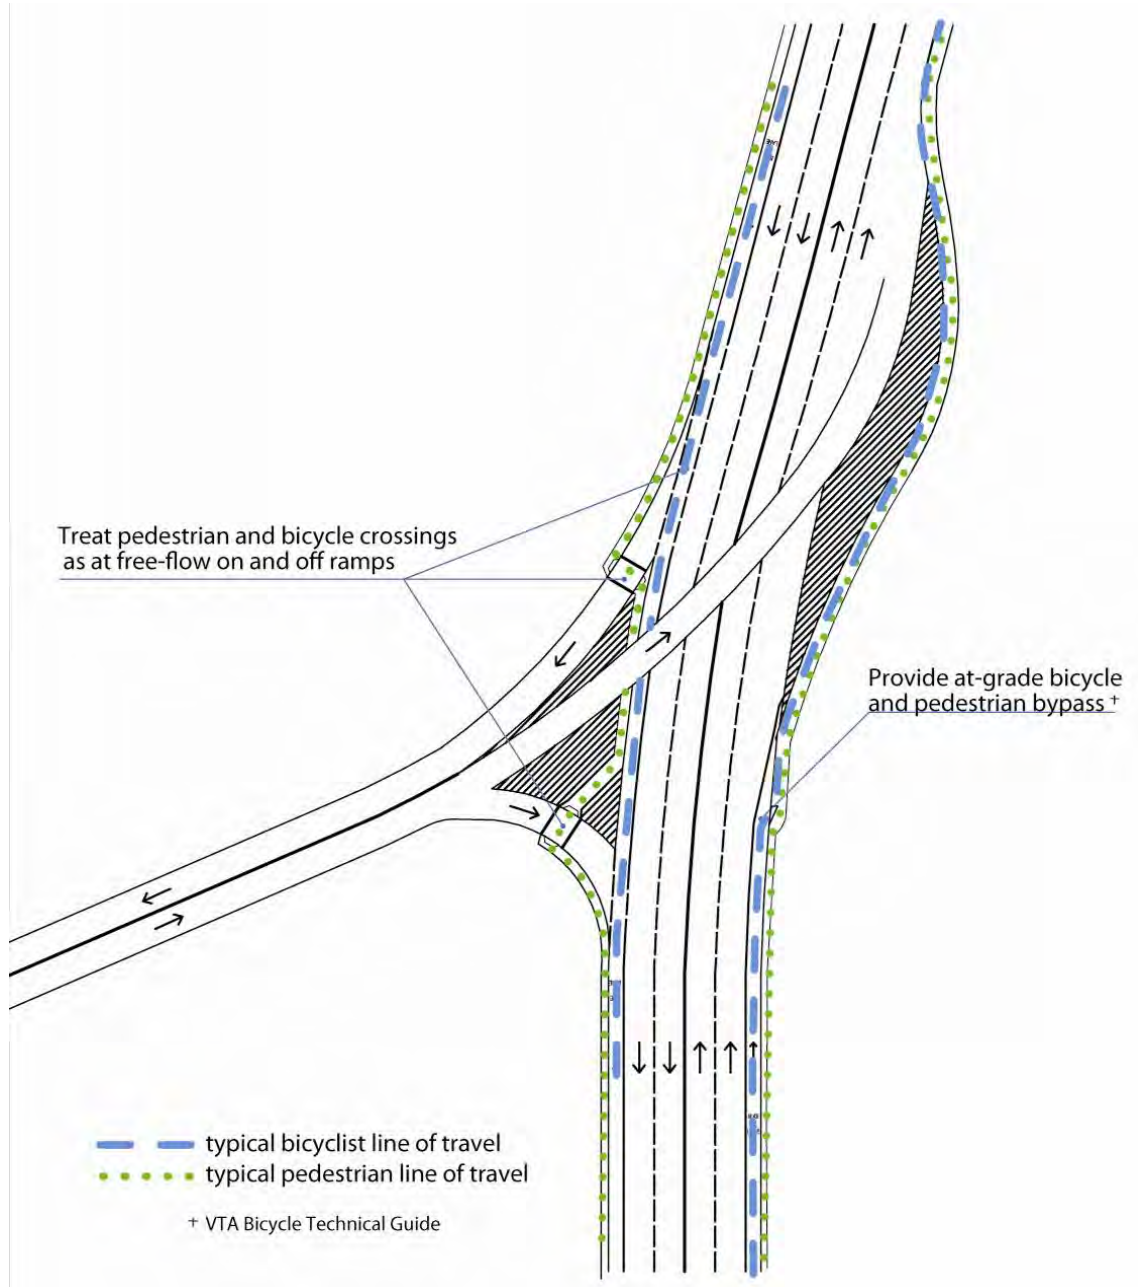 Treat pedestrian and bicycle crossings
as at free-flow on and off ramps
Provide at-grade bicycle
and pedestrian bypass †
typical bicyclist line of travel
typical pedestrian line of travel
† VTA Bicycle Technical Guide